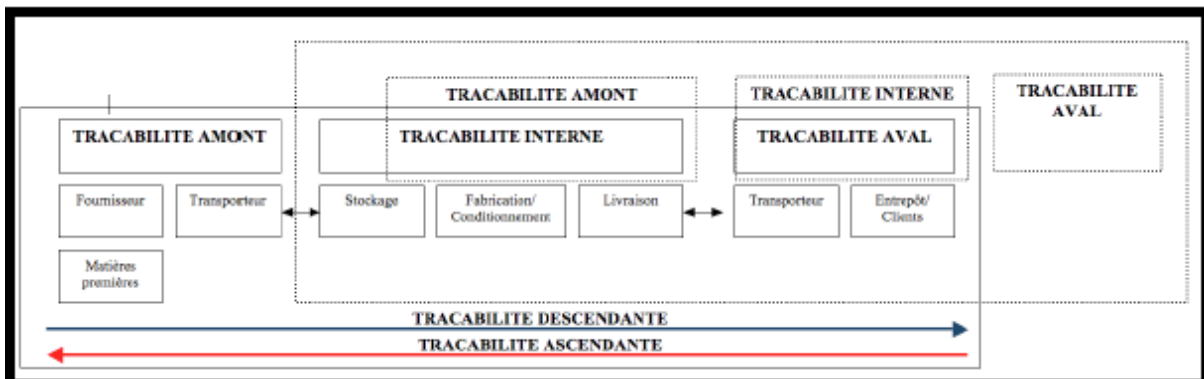 TRACABILITE AMONT
TRACABILITE INTERNE
TRACABILITE
AVAL
TRACABILITE AMONT
TRACABILITE INTERNE
TRACABILITE AVAL
Fournisseur
Transporteur
Stockage
Fabrication/
Conditionnement
Livraison
Transporteur
Entrepôt/
Clients
Matières
premières
TRACABILITE DESCENDANTE
TRACABILITE ASCENDANTE